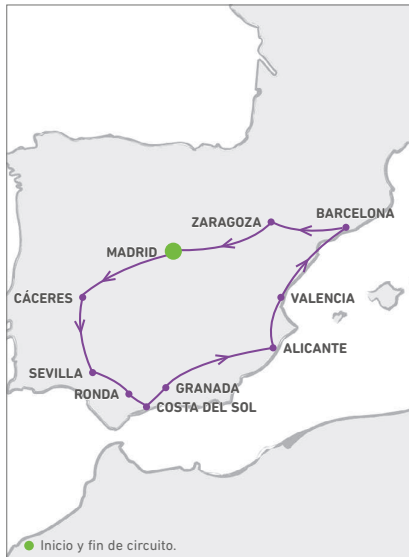 ZARAGOZA
BARCELONA
MADRID
CÁCERES
VALENCIA
ALICANTE
SEVILLA
GRANADA
RONDA
COSTA DEL SOL
Inicio y fin de circuito.